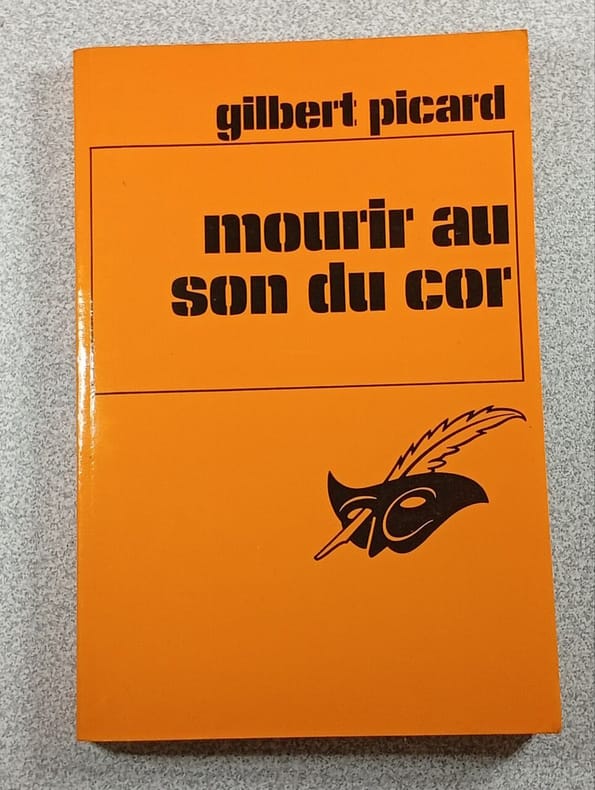 gilbert picard
mourir au
son du cor